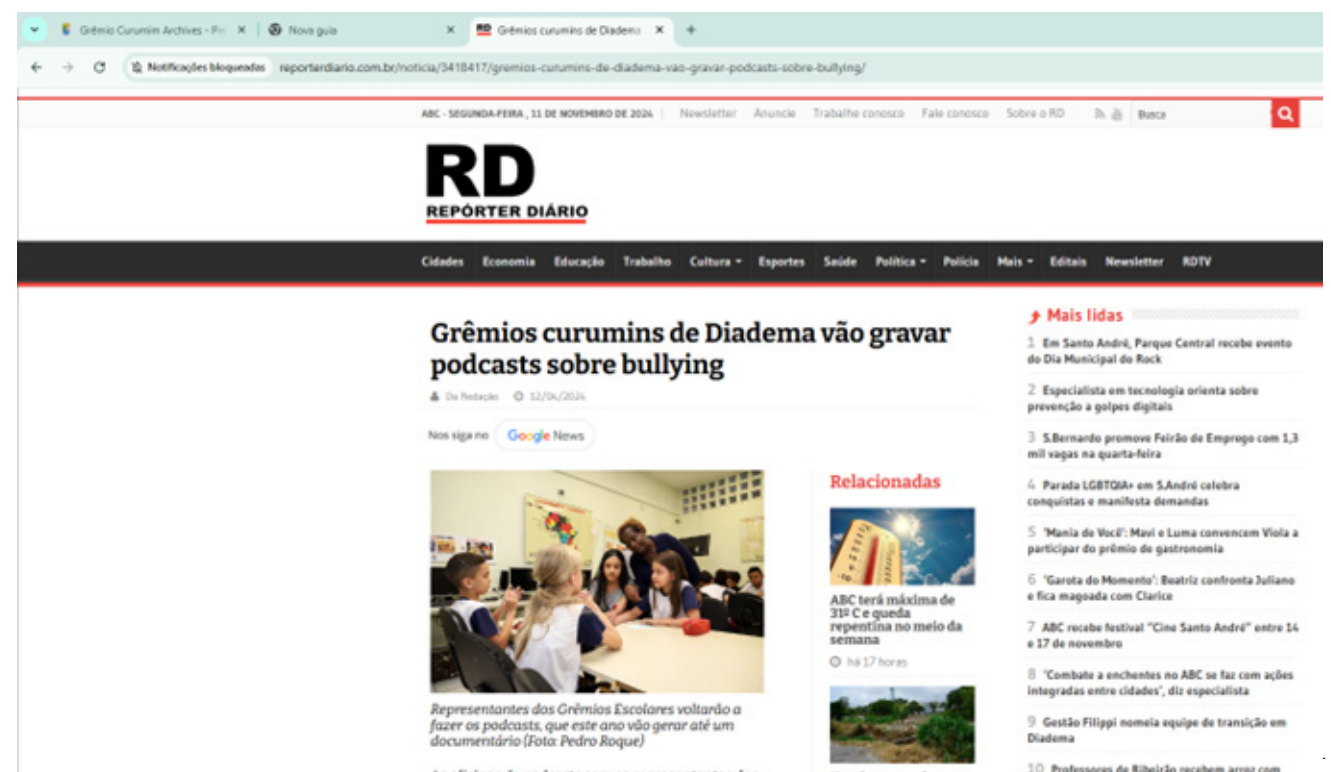 Grêmio Curumim Archives - Pre
Nova guia
Grêmios curumins de Diadema
Notificações bloqueadas reporterdiario.com.br/noticia/3418417/gremios-curumins-de-diadema-vao-gravar-podcasts-sobre-bullying/
ABC - SEGUNDA-FEIRA , 11 DE NOVEMBRO DE 2024 Newsletter Anuncie Trabalhe conosco Fale conosco Sobre o RD Busca
RD
REPÓRTER DIÁRIO
Cidades Economia Educação Trabalho Cultura Esportes Saúde Política Polícia Mais Editais Newsletter RDTV
Grêmios curumins de Diadema vão gravar
podcasts sobre bullying
Da Redação 12/04/2024
Nos siga no Google News
Representantes dos Grêmios Escolares voltarão a
fazer os podcasts, que este ano vão gerar até um
documentário (Foto: Pedro Roque)
Relacionadas
ABC terá máxima de
31º C e queda
repentina no meio da
semana
há 17 horas
Mais lidas
1 Em Santo André, Parque Central recebe evento
do Dia Municipal do Rock
2 Especialista em tecnologia orienta sobre
prevenção a golpes digitais
3 S.Bernardo promove Feirão de Emprego com 1,3
mil vagas na quarta-feira
4 Parada LGBTQIA+ em S.André celebra
conquistas e manifesta demandas
5 'Mania de Você': Mavi e Luma convencem Viola a
participar do prêmio de gastronomia
6 'Garota do Momento': Beatriz confronta Juliano
e fica magoada com Clarice
7 ABC recebe festival "Cine Santo André" entre 14
e 17 de novembro
8 'Combate a enchentes no ABC se faz com ações
integradas entre cidades', diz especialista
9 Gestão Filippi nomeia equipe de transição em
Diadema
10 Professores de Ribeirão recebem arroz com